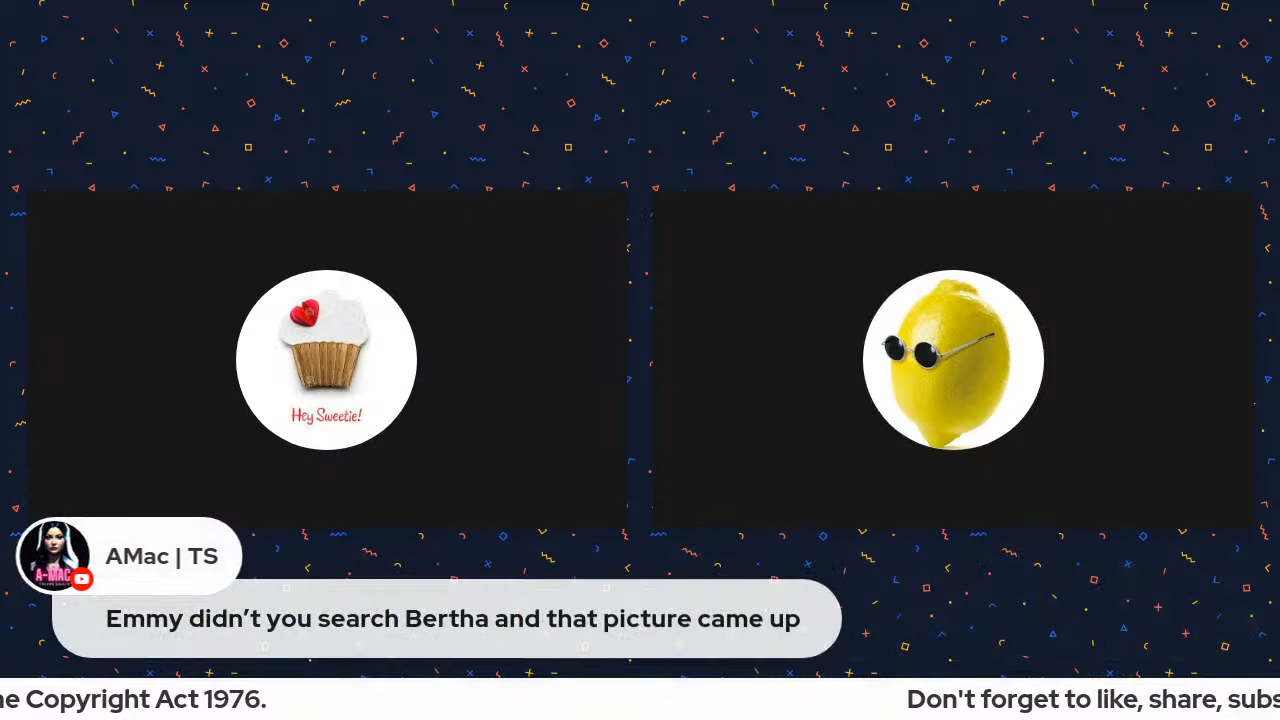 Hey Sweetie!
A-MAC
AMac | TS
Emmy didn’t you search Bertha and that picture came up
he Copyright Act 1976.
Don't forget to like, share, subs